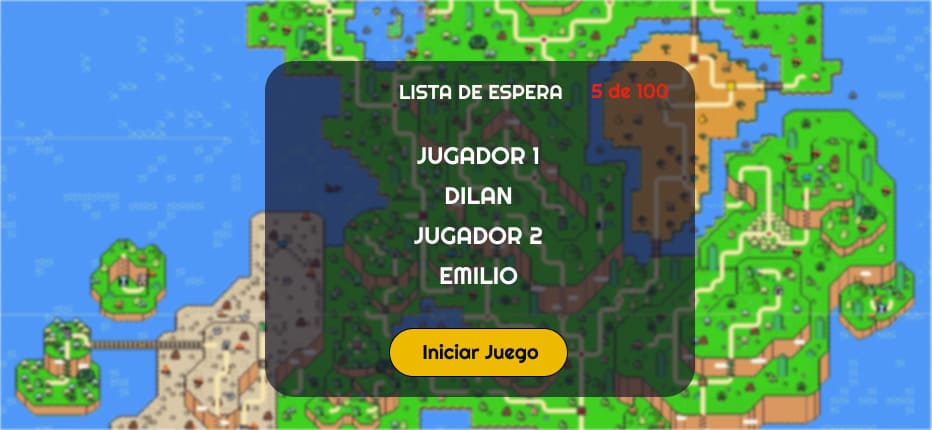 LISTA DE ESPERA 5 de 100
JUGADOR 1
DILAN
JUGADOR 2
EMILIO
Iniciar Juego